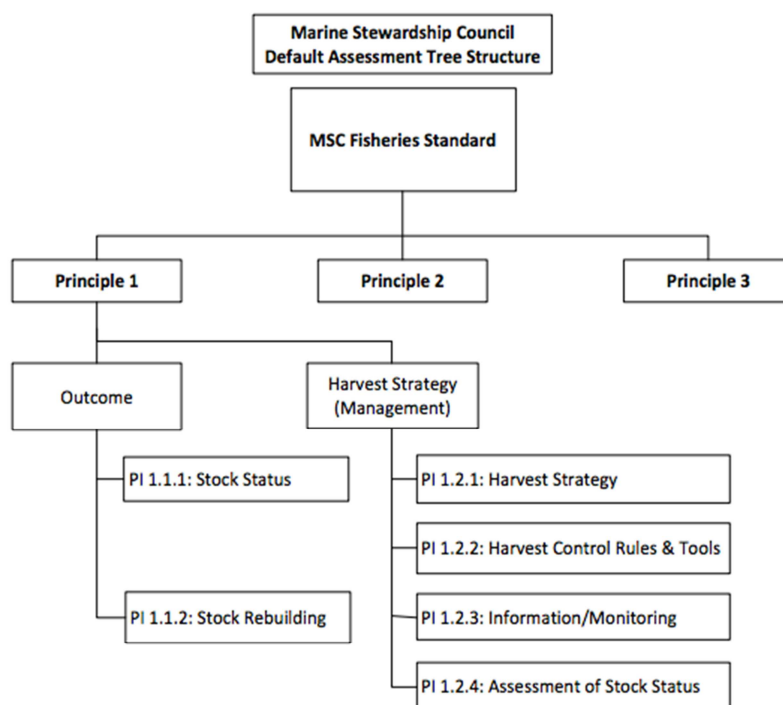 Marine Stewardship Council
Default Assessment Tree Structure
MSC Fisheries Standard
Principle 1
Principle 2
Principle 3
Outcome
Harvest Strategy
(Management)
PI 1.1.1: Stock Status
PI 1.2.1: Harvest Strategy
PI 1.2.2: Harvest Control Rules & Tools
PI 1.1.2: Stock Rebuilding
PI 1.2.3: Information/Monitoring
PI 1.2.4: Assessment of Stock Status